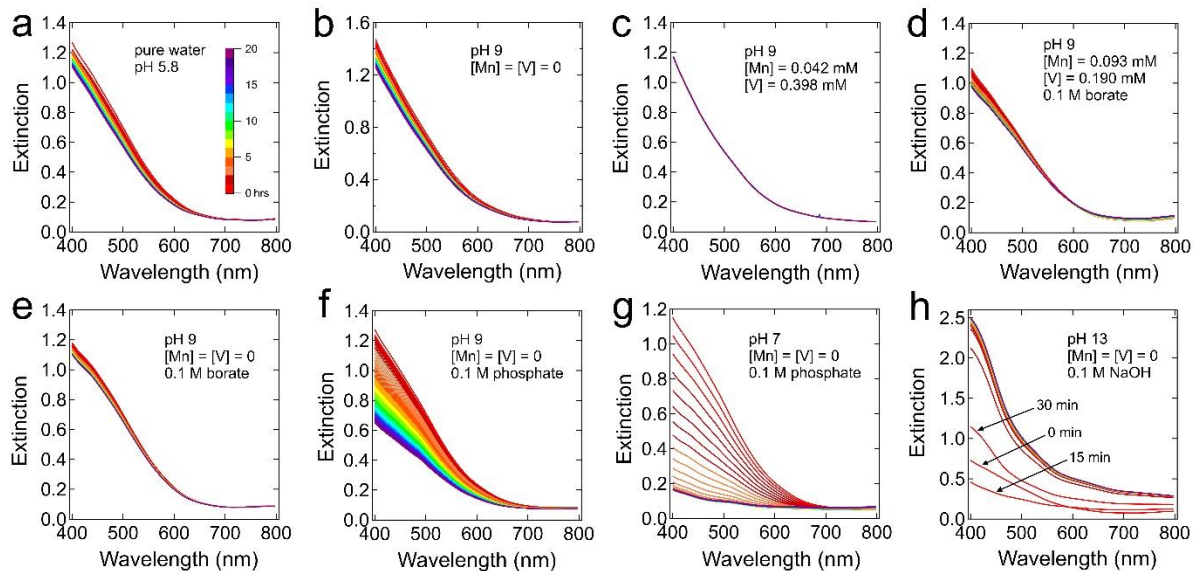 a
pure water
pH 5.8
20
15
10
5
0 hrs
1.4
1.2
1.0
0.8
0.6
0.4
0.2
0.0
Extinction
400 500 600 700 800
Wavelength (nm)
b
pH 9
[Mn] = [V] = 0
1.6
1.2
0.8
0.4
0.0
Extinction
400 500 600 700 800
Wavelength (nm)
c
pH 9
[Mn] = 0.042 mM
[V] = 0.398 mM
1.4
1.2
1.0
0.8
0.6
0.4
0.2
0.0
Extinction
400 500 600 700 800
Wavelength (nm)
d
pH 9
[Mn] = 0.093 mM
[V] = 0.190 mM
0.1 M borate
1.4
1.2
1.0
0.8
0.6
0.4
0.2
0.0
Extinction
400 500 600 700 800
Wavelength (nm)
e
pH 9
[Mn] = [V] = 0
0.1 M borate
1.4
1.2
1.0
0.8
0.6
0.4
0.2
0.0
Extinction
400 500 600 700 800
Wavelength (nm)
f
pH 9
[Mn] = [V] = 0
0.1 M phosphate
1.4
1.2
1.0
0.8
0.6
0.4
0.2
0.0
Extinction
400 500 600 700 800
Wavelength (nm)
g
pH 7
[Mn] = [V] = 0
0.1 M phosphate
1.2
1.0
0.8
0.6
0.4
0.2
0.0
Extinction
400 500 600 700 800
Wavelength (nm)
h
pH 13
[Mn] = [V] = 0
0.1 M NaOH
30 min
0 min
15 min
2.5
2.0
1.5
1.0
0.5
0.0
Extinction
400 500 600 700 800
Wavelength (nm)